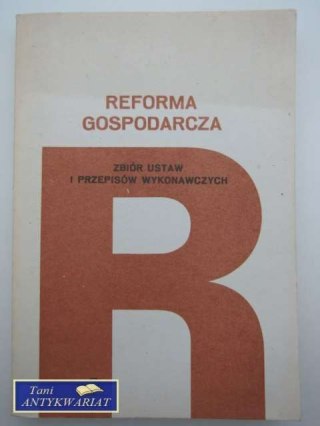 REFORMA
GOSPODARCZA
ZBIÓR USTAW
I PRZEPISÓW WYKONAWCZYCH
R
Tani
ANTYKWARIAT